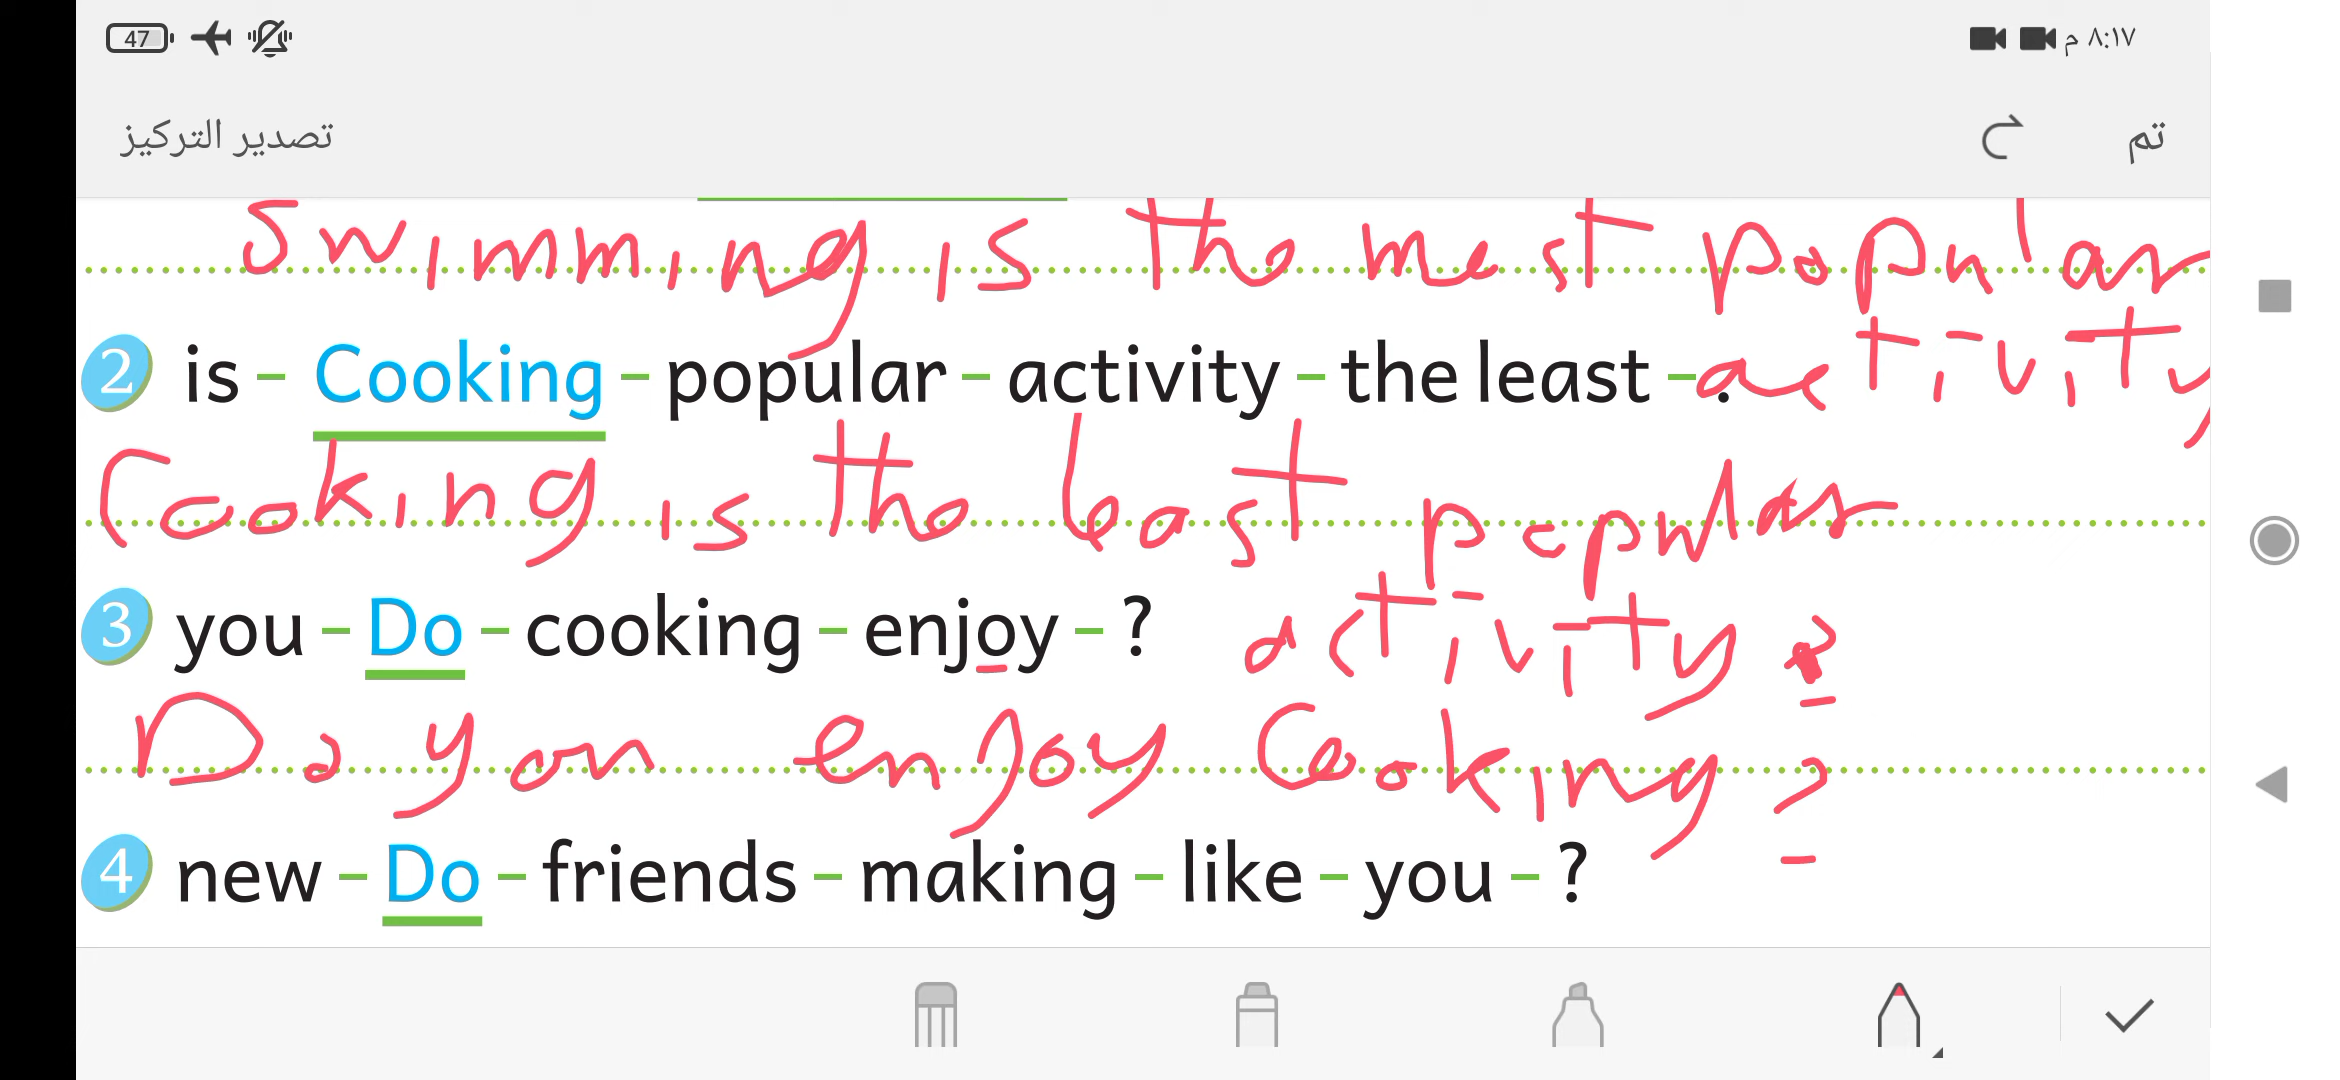 47 ٨:١٧ م
تصدير التركيز تم
Swimming is the most popular
activity
2 is - Cooking - popular - activity - the least - .
Cooking is the least popular
activity ?
3 you - Do - cooking - enjoy - ?
Do you enjoy Cooking ?
4 new - Do - friends - making - like - you - ?